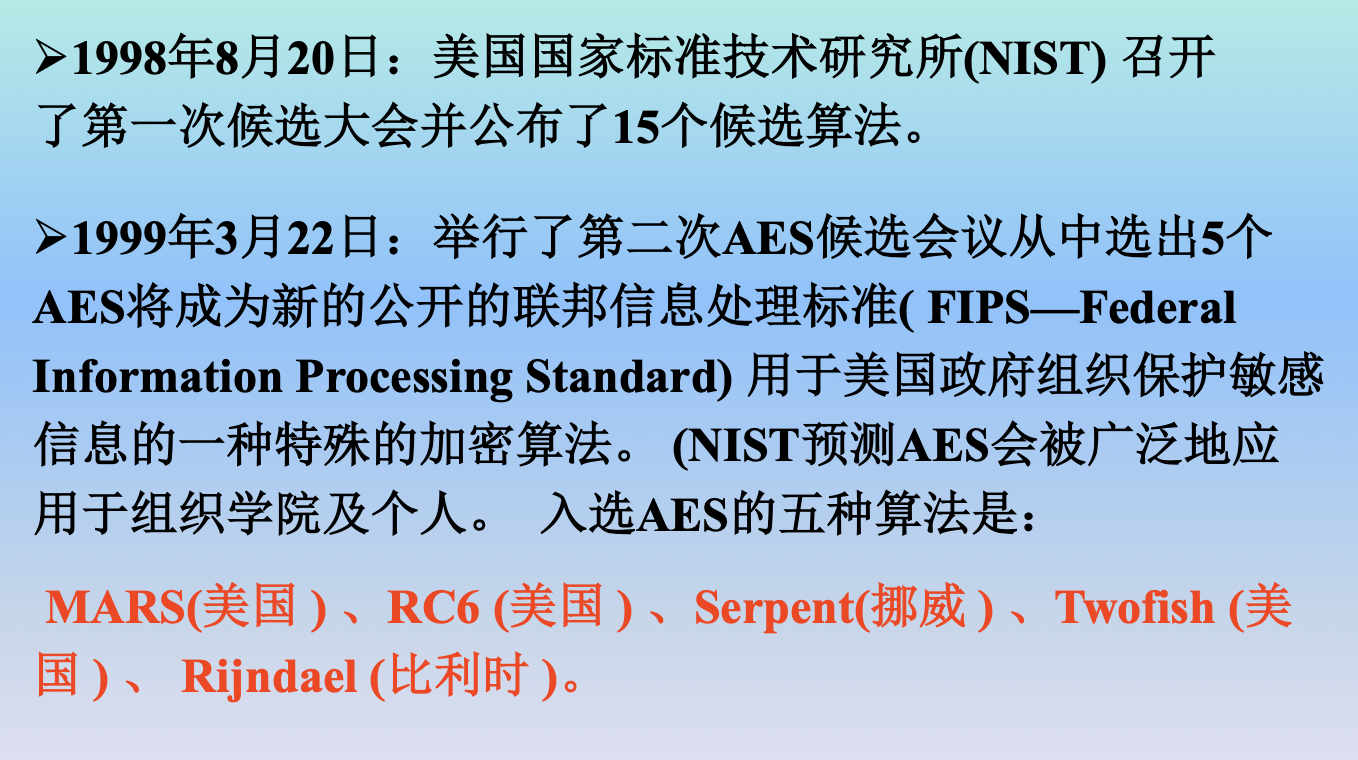 ➢1998年8月20日：美国国家标准技术研究所(NIST) 召开
了第一次候选大会并公布了15个候选算法。
➢1999年3月22日：举行了第二次AES候选会议从中选出5个
AES将成为新的公开的联邦信息处理标准( FIPS—Federal
Information Processing Standard) 用于美国政府组织保护敏感
信息的一种特殊的加密算法。 (NIST预测AES会被广泛地应
用于组织学院及个人。 入选AES的五种算法是：
MARS(美国 ) 、RC6 (美国 ) 、Serpent(挪威 ) 、Twofish (美
国 ) 、 Rijndael (比利时 )。